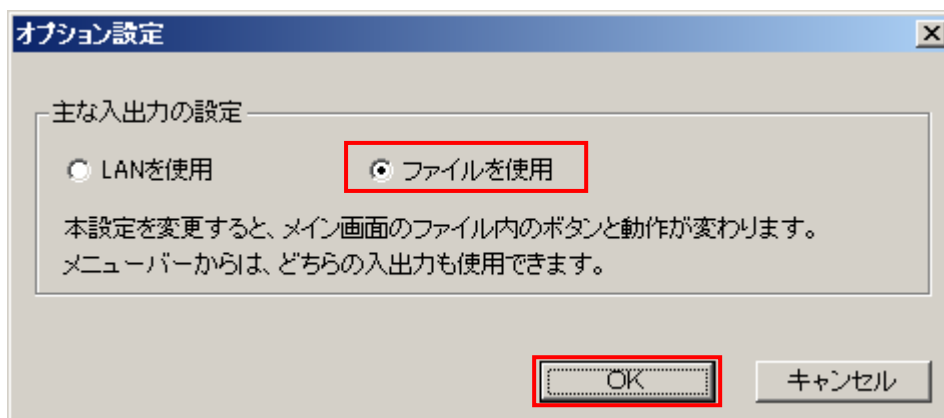 オプション設定
主な入出力の設定
LANを使用
ファイルを使用
本設定を変更すると、メイン画面のファイル内のボタンと動作が変わります。
メニューバーからは、どちらの入出力も使用できます。
OK
キャンセル